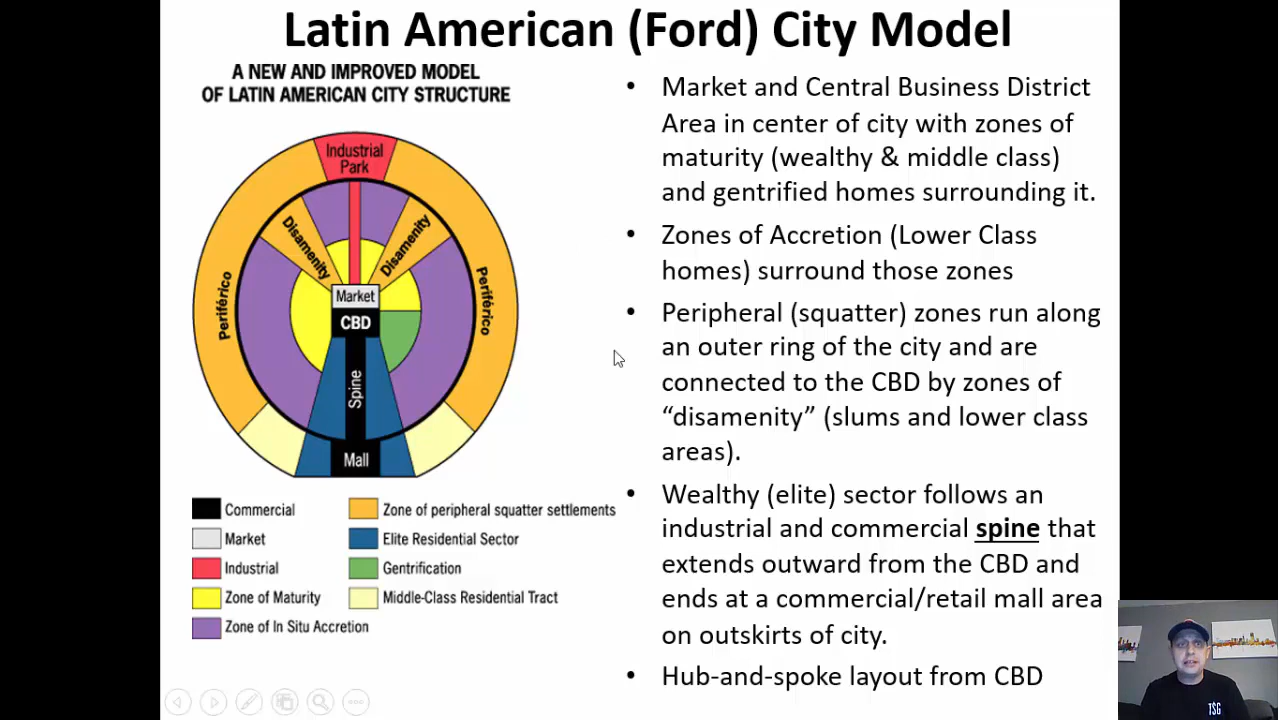 Latin American (Ford) City Model
A NEW AND IMPROVED MODEL
OF LATIN AMERICAN CITY STRUCTURE
Industrial
Park
Disamenity
Disamenity
Periférico
Periférico
Market
CBD
Spine
Mall
Commercial
Market
Industrial
Zone of Maturity
Zone of In Situ Accretion
Zone of peripheral squatter settlements
Elite Residential Sector
Gentrification
Middle-Class Residential Tract
• Market and Central Business District
Area in center of city with zones of
maturity (wealthy & middle class)
and gentrified homes surrounding it.
• Zones of Accretion (Lower Class
homes) surround those zones
• Peripheral (squatter) zones run along
an outer ring of the city and are
connected to the CBD by zones of
“disamenity” (slums and lower class
areas).
• Wealthy (elite) sector follows an
industrial and commercial spine that
extends outward from the CBD and
ends at a commercial/retail mall area
on outskirts of city.
• Hub-and-spoke layout from CBD
T$G